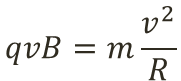 qvB = m v²/R